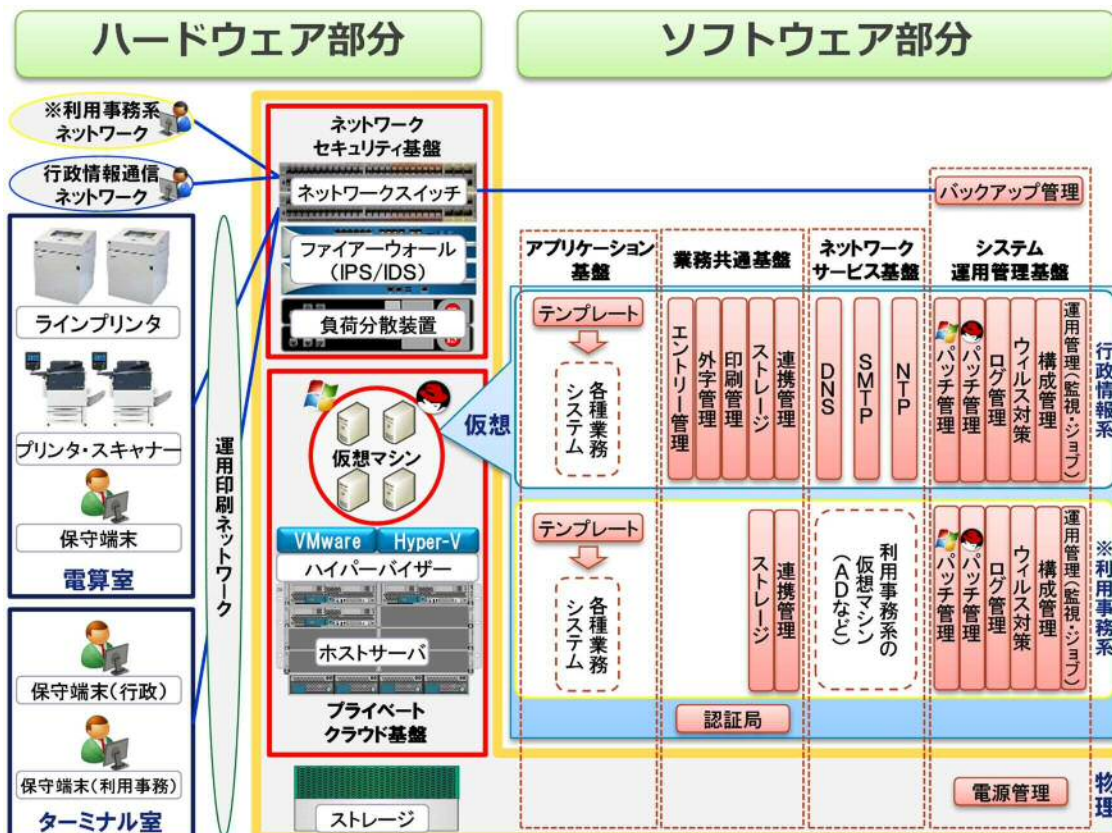 ハードウェア部分
ソフトウェア部分
※利用事務系
ネットワーク
行政情報通信
ネットワーク
ラインプリンタ
プリンタ・スキャナー
保守端末
電算室
保守端末(行政)
保守端末(利用事務)
ターミナル室
運用印刷ネットワーク
ネットワーク
セキュリティ基盤
ネットワークスイッチ
ファイアーウォール
(IPS/IDS)
負荷分散装置
仮想マシン
VMware
Hyper-V
ハイパーバイザー
ホストサーバ
プライベート
クラウド基盤
ストレージ
仮想
バックアップ管理
アプリケーション
基盤
業務共通基盤
ネットワーク
サービス基盤
システム
運用管理基盤
テンプレート
各種業務
システム
エントリー管理
外字管理
印刷管理
ストレージ
連携管理
DNS
SMTP
NTP
パッチ管理
パッチ管理
ログ管理
ウィルス対策
構成管理
運用管理(監視・ジョブ)
行政情報系
テンプレート
各種業務
システム
ストレージ
連携管理
利用事務系の
仮想マシン
(ADなど)
パッチ管理
パッチ管理
ログ管理
ウィルス対策
構成管理
運用管理(監視・ジョブ)
※利用事務系
認証局
電源管理
物理